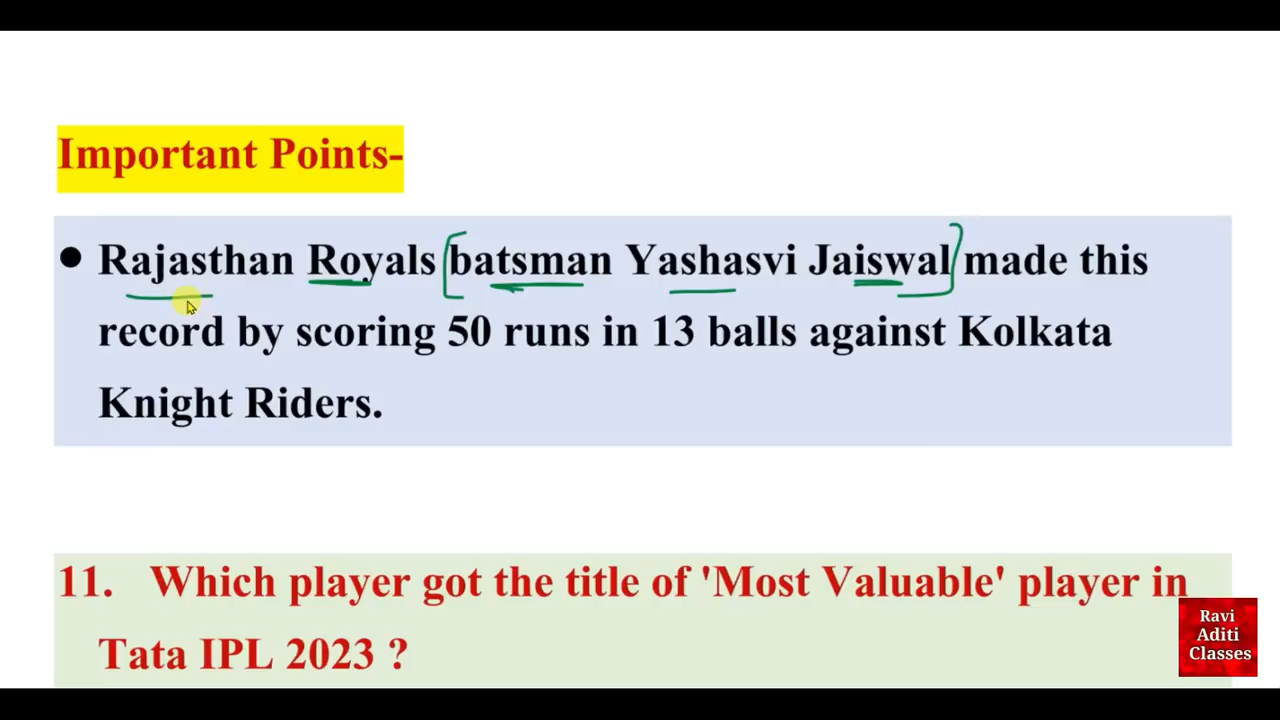 Important Points-
● Rajasthan Royals batsman Yashasvi Jaiswal made this
record by scoring 50 runs in 13 balls against Kolkata
Knight Riders.
11. Which player got the title of 'Most Valuable' player in
Tata IPL 2023 ?
Ravi
Aditi
Classes